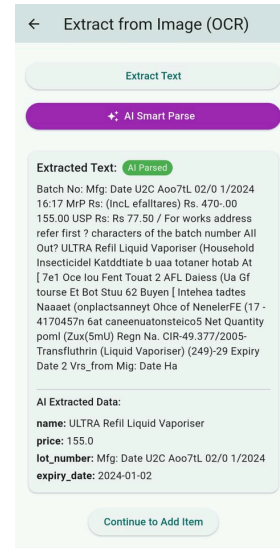 Extract from Image (OCR)
Extract Text
AI Smart Parse
Extracted Text: AI Parsed
Batch No: Mfg: Date U2C Aoo7tL 02/0 1/2024
16:17 MrP Rs: (IncL efalltares) Rs. 470-.00
155.00 USP Rs: Rs 77.50 / For works address
refer first ? characters of the batch number All
Out? ULTRA Refil Liquid Vaporiser (Household
Insecticidel Katddtiate b uaa totaner hotab At
[ 7e1 Oce Iou Fent Touat 2 AFL Daiess (Ua Gf
tourse Et Bot Stuu 62 Buyen [ Intehea tadtes
Naaaet (onplactsanneyt Ohce of NenelerFE (17 -
4170457n 6at caneenuatonsteico5 Net Quantity
poml (Zux(5mU) Regn Na. CIR-49.377/2005-
Transfluthrin (Liquid Vaporiser) (249)-29 Expiry
Date 2 Vrs_from Mig: Date Ha
AI Extracted Data:
name: ULTRA Refil Liquid Vaporiser
price: 155.0
lot_number: Mfg: Date U2C Aoo7tL 02/0 1/2024
expiry_date: 2024-01-02
Continue to Add Item